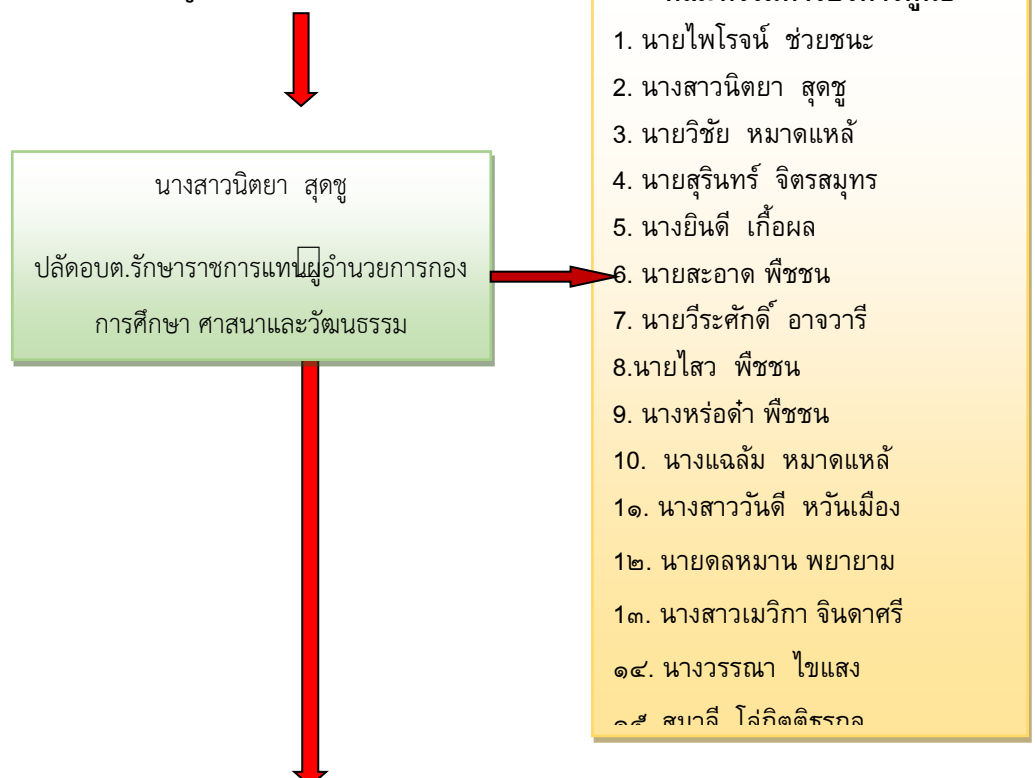 นางสาวนิตยา สุดชู
ปลัดอบต.รักษาราชการแทนผู้อำนวยการกอง
การศึกษา ศาสนาและวัฒนธรรม
1. นายไพโรจน์ ช่วยชนะ
2. นางสาวนิตยา สุดชู
3. นายวิชัย หมาดแหล้
4. นายสุรินทร์ จิตรสมุทร
5. นางยินดี เกื้อผล
6. นายสะอาด พืชชน
7. นายวีระศักดิ์ อาจวารี
8.นายไสว พืชชน
9. นางหร่อด๋ำ พืชชน
10. นางแฉล้ม หมาดแหล้
1๑. นางสาววันดี หวันเมือง
1๒. นายดลหมาน พยายาม
1๓. นางสาวเมวิกา จินดาศรี
๑๔. นางวรรณา ไขแสง